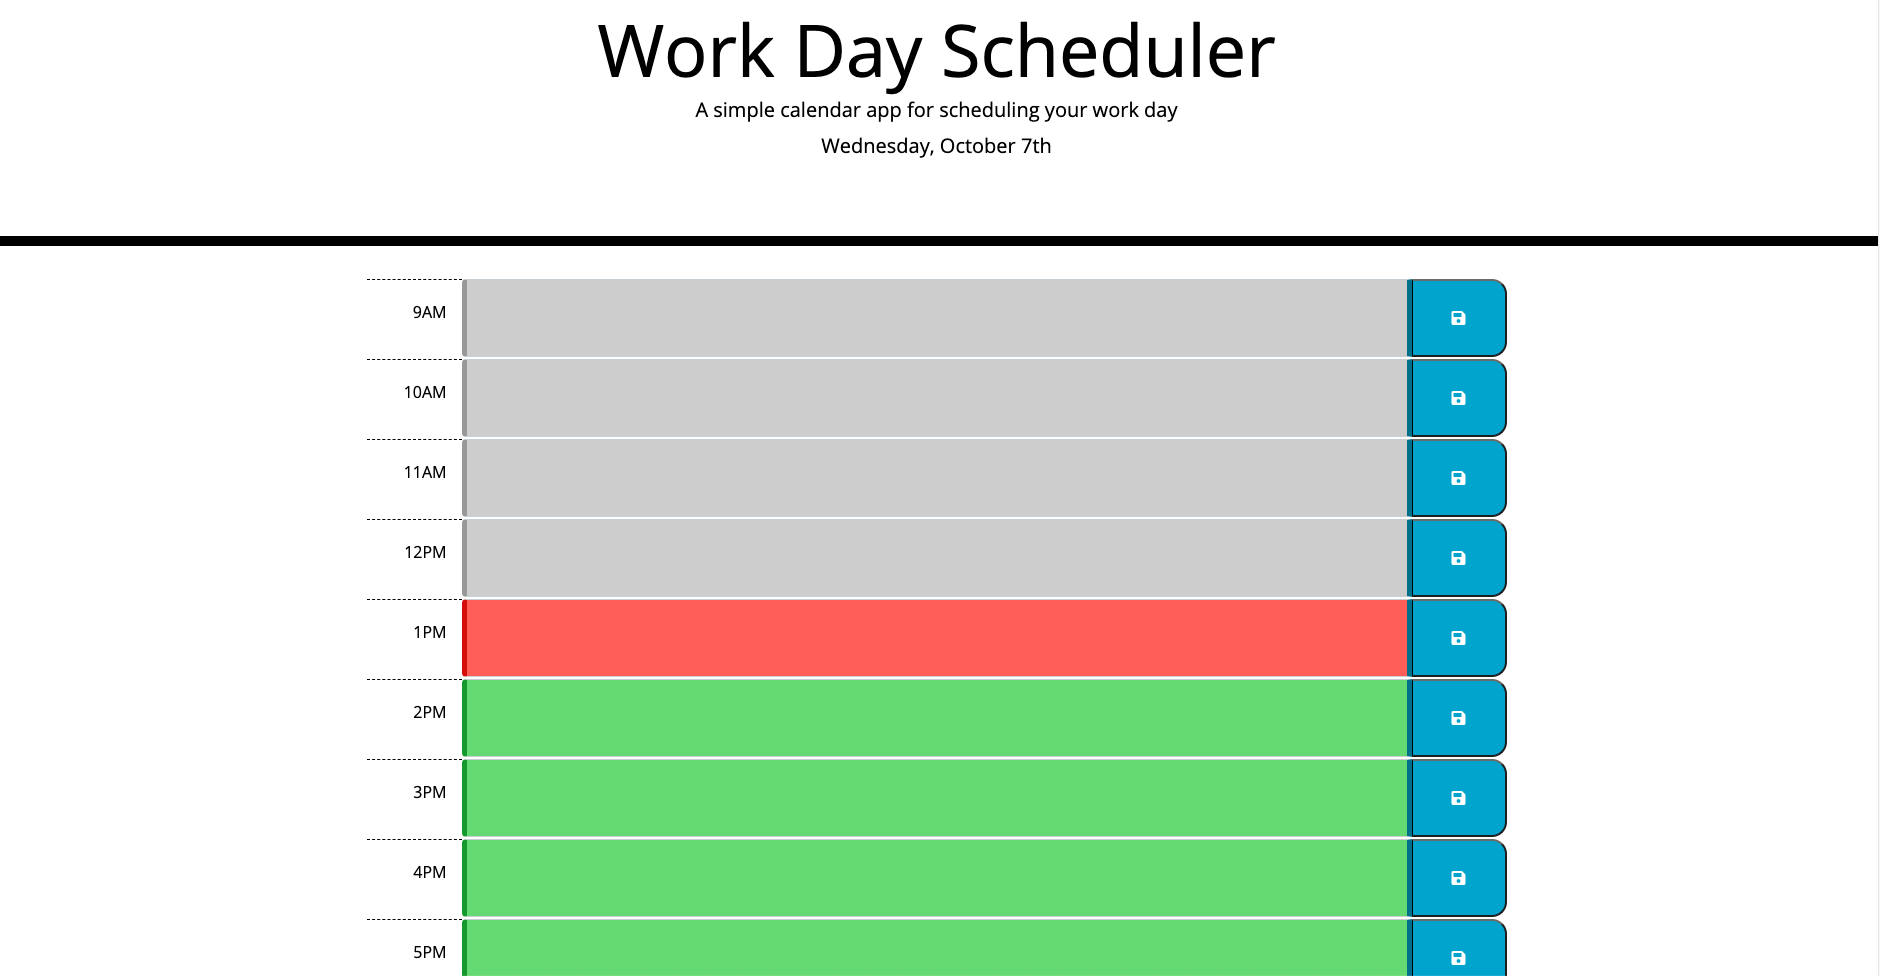 Work Day Scheduler
A simple calendar app for scheduling your work day
Wednesday, October 7th
9AM
10AM
11AM
12PM
1PM
2PM
3PM
4PM
5PM